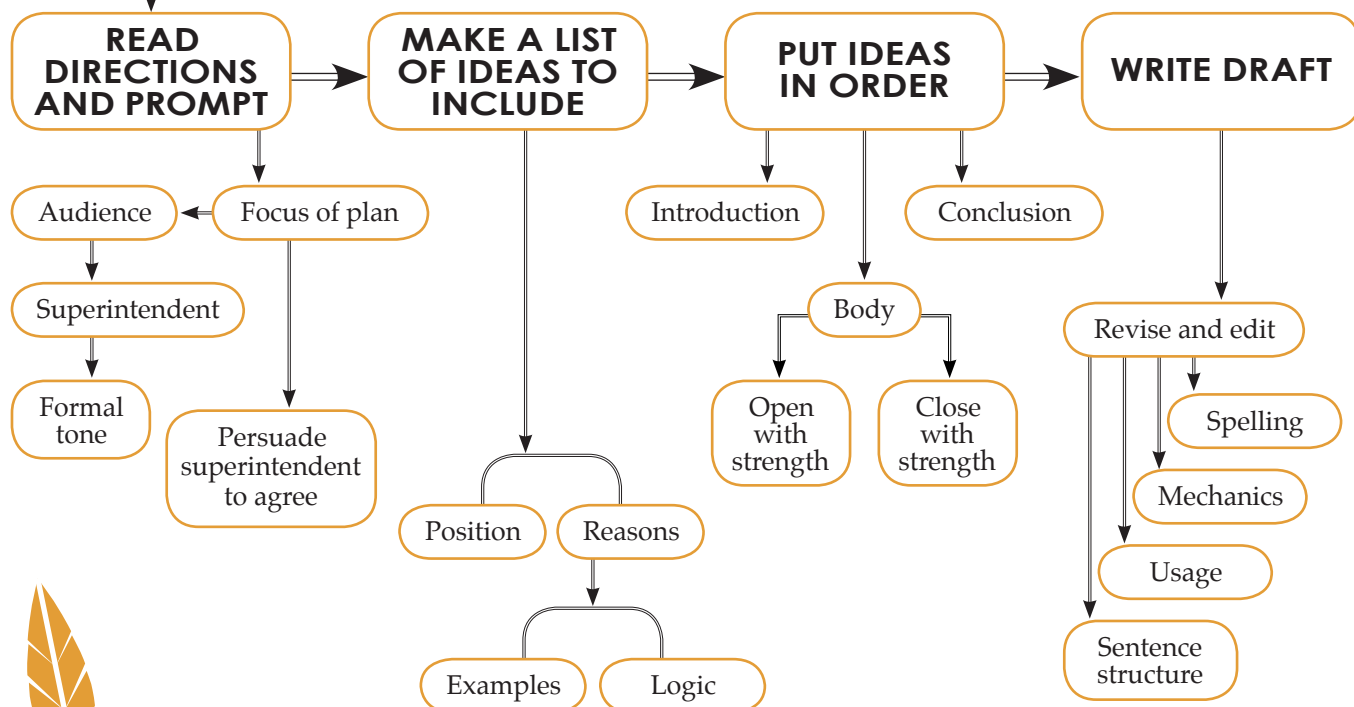 READ
DIRECTIONS
AND PROMPT
MAKE A LIST
OF IDEAS TO
INCLUDE
PUT IDEAS
IN ORDER
WRITE DRAFT
Audience
Focus of plan
Superintendent
Formal
tone
Persuade
superintendent
to agree
Position
Reasons
Examples
Logic
Introduction
Conclusion
Body
Open
with
strength
Close
with
strength
Revise and edit
Spelling
Mechanics
Usage
Sentence
structure